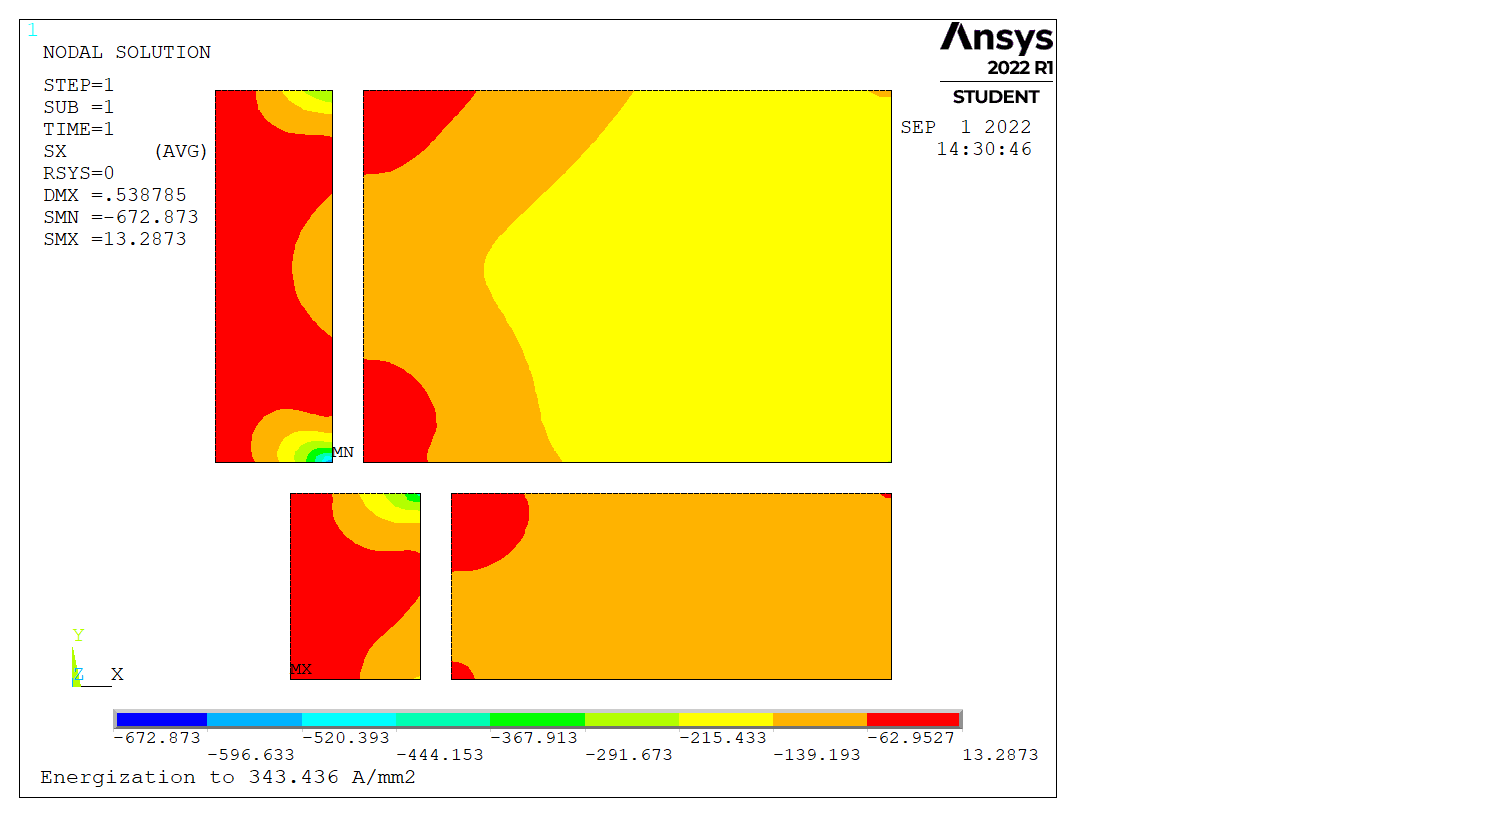 1
NODAL SOLUTION
STEP=1
SUB =1
TIME=1
SX (AVG)
RSYS=0
DMX =.538785
SMN =-672.873
SMX =13.2873
Ansys
2022 R1
STUDENT
SEP 1 2022
14:30:46
MN
MX
Y
Z X
-672.873 -520.393 -367.913 -215.433 -62.9527
-596.633 -444.153 -291.673 -139.193 13.2873
Energization to 343.436 A/mm2